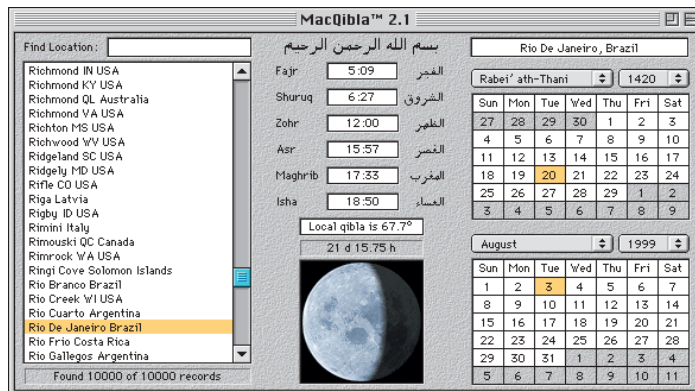 MacQibla™ 2.1
Find Location:
Richmond IN USA
Richmond KY USA
Richmond QL Australia
Richmond VA USA
Richton MS USA
Richwood WV USA
Ridgeland SC USA
Ridgely MD USA
Rifle CO USA
Riga Latvia
Rigby ID USA
Rimini Italy
Rimouski QC Canada
Rimrock WA USA
Ringi Cove Solomon Islands
Rio Branco Brazil
Rio Creek WI USA
Rio Cuarto Argentina
Rio De Janeiro Brazil
Rio Frio Costa Rica
Rio Gallegos Argentina
Found 10000 of 10000 records
بسم الله الرحمن الرحيم
Fajr 5:09 الفجر
Shuruq 6:27 الشروق
Zohr 12:00 الظهر
Asr 15:57 العصر
Maghrib 17:33 المغرب
Isha 18:50 العشاء
Local qibla is 67.7°
21 d 15.75 h
Rio De Janeiro, Brazil
Rabei' ath-Thani 1420
Sun Mon Tue Wed Thu Fri Sat
27 28 29 30 1 2 3
4 5 6 7 8 9 10
11 12 13 14 15 16 17
18 19 20 21 22 23 24
25 26 27 28 29 1 2
3 4 5 6 7 8 9
August 1999
Sun Mon Tue Wed Thu Fri Sat
1 2 3 4 5 6 7
8 9 10 11 12 13 14
15 16 17 18 19 20 21
22 23 24 25 26 27 28
29 30 31 1 2 3 4
5 6 7 8 9 10 11